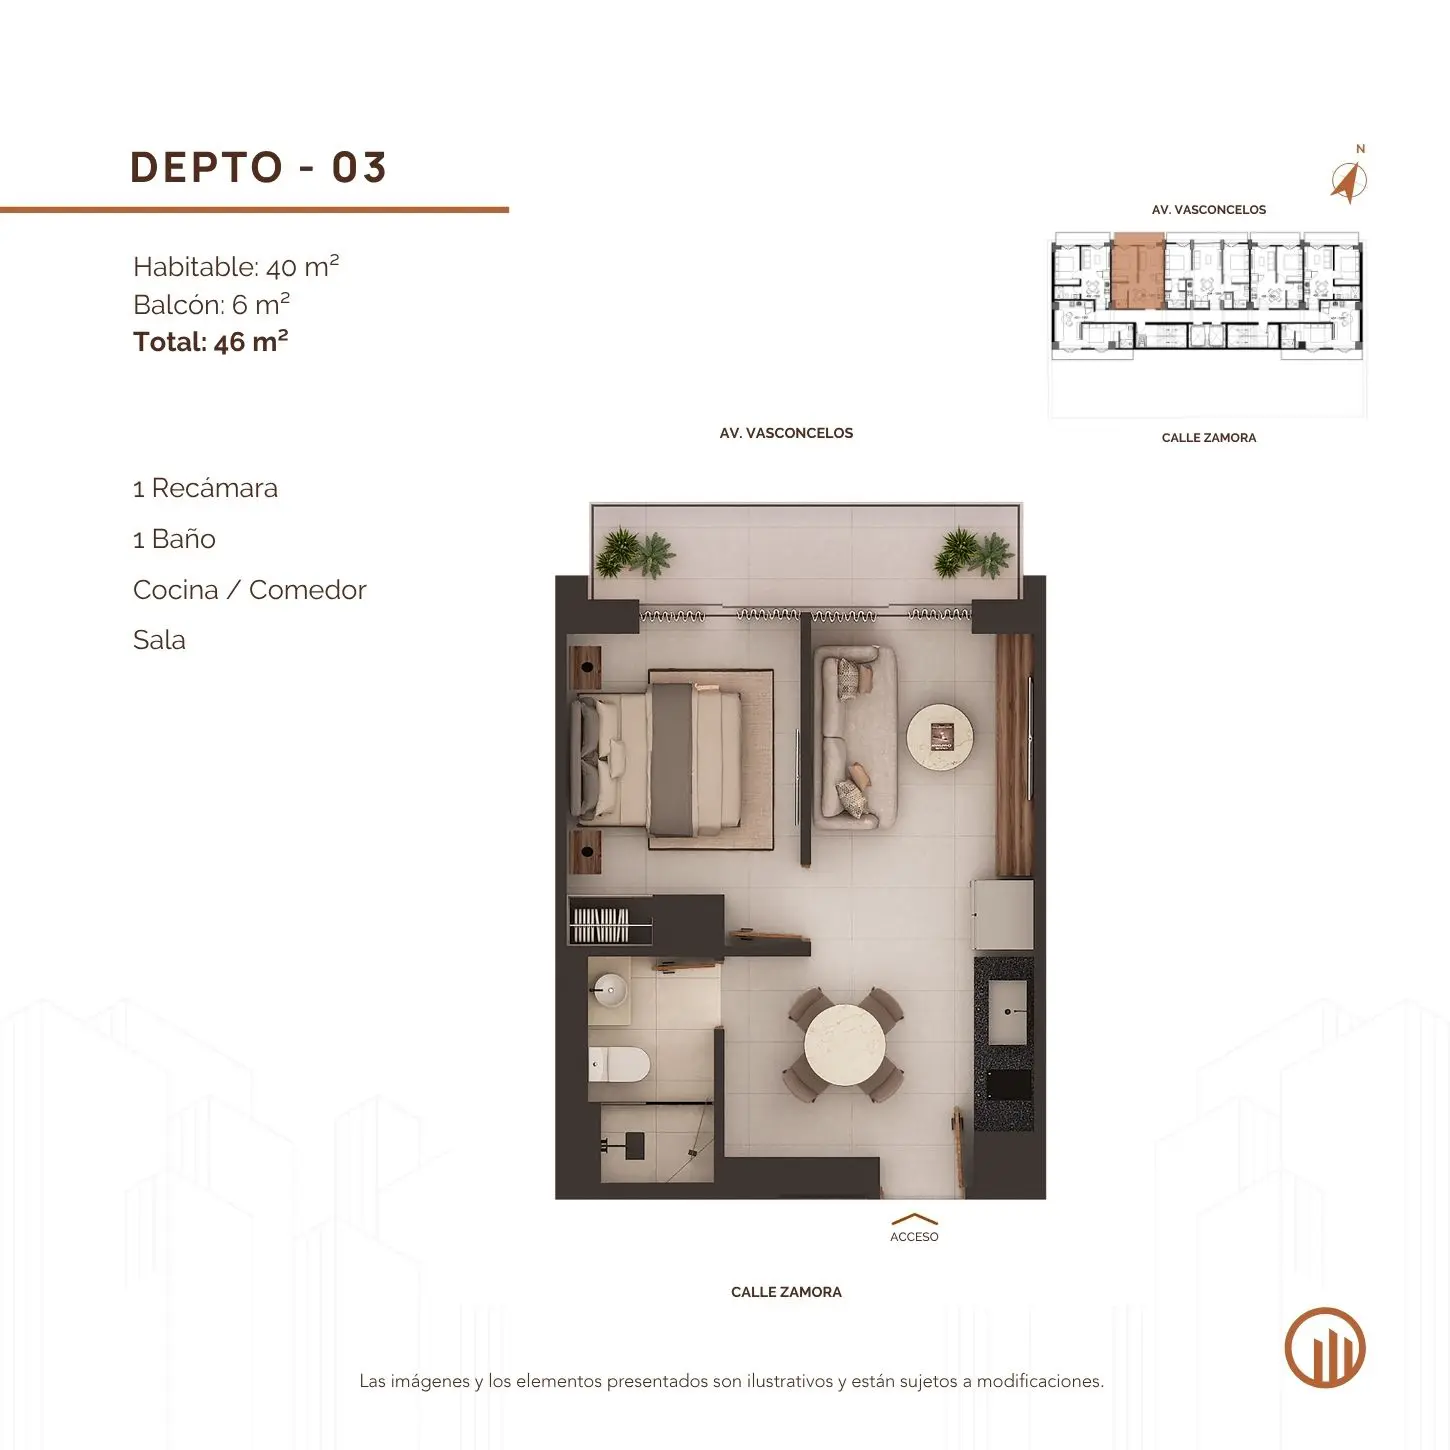 DEPTO - 03
Habitable: 40 m²
Balcón: 6 m²
Total: 46 m²
1 Recámara
1 Baño
Cocina / Comedor
Sala
N
AV. VASCONCELOS
CALLE ZAMORA
AV. VASCONCELOS
ACCESO
CALLE ZAMORA
Las imágenes y los elementos presentados son ilustrativos y están sujetos a modificaciones.